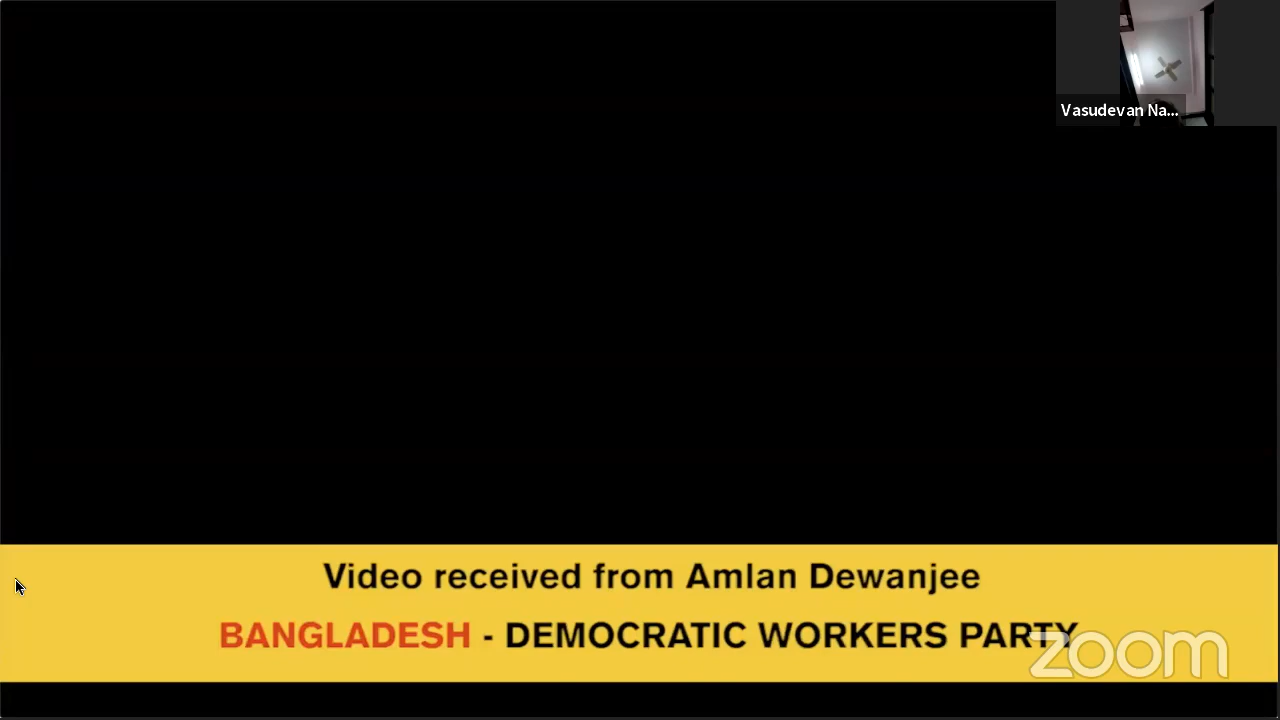 Vasudevan Na...
Video received from Amlan Dewanjee
BANGLADESH - DEMOCRATIC WORKERS PARTY
zoom